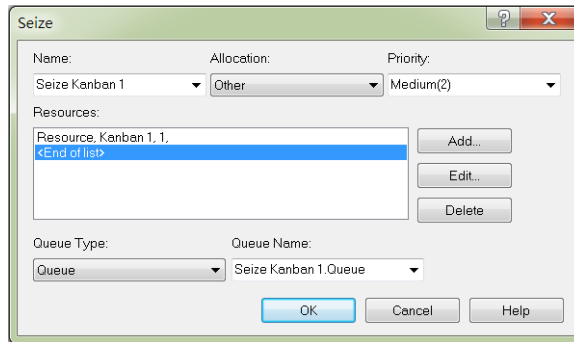 Seize
Name: Allocation: Priority:
Seize Kanban 1 Other Medium(2)
Resources:
Resource, Kanban 1, 1,
<End of list>
Add...
Edit...
Delete
Queue Type: Queue Name:
Queue Seize Kanban 1.Queue
OK Cancel Help